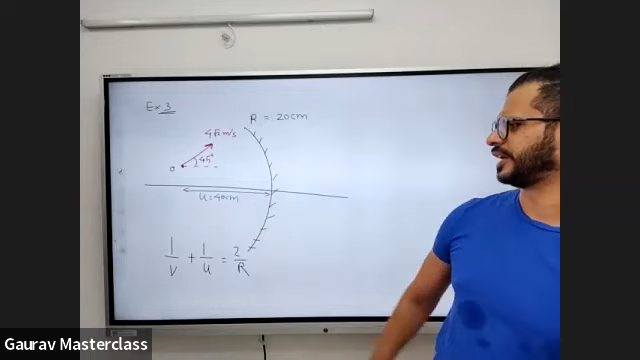 Ex 3
R = 20cm
4√2 m/s
45°
O
u = 40cm
1/v + 1/u = 2/R
Gaurav Masterclass